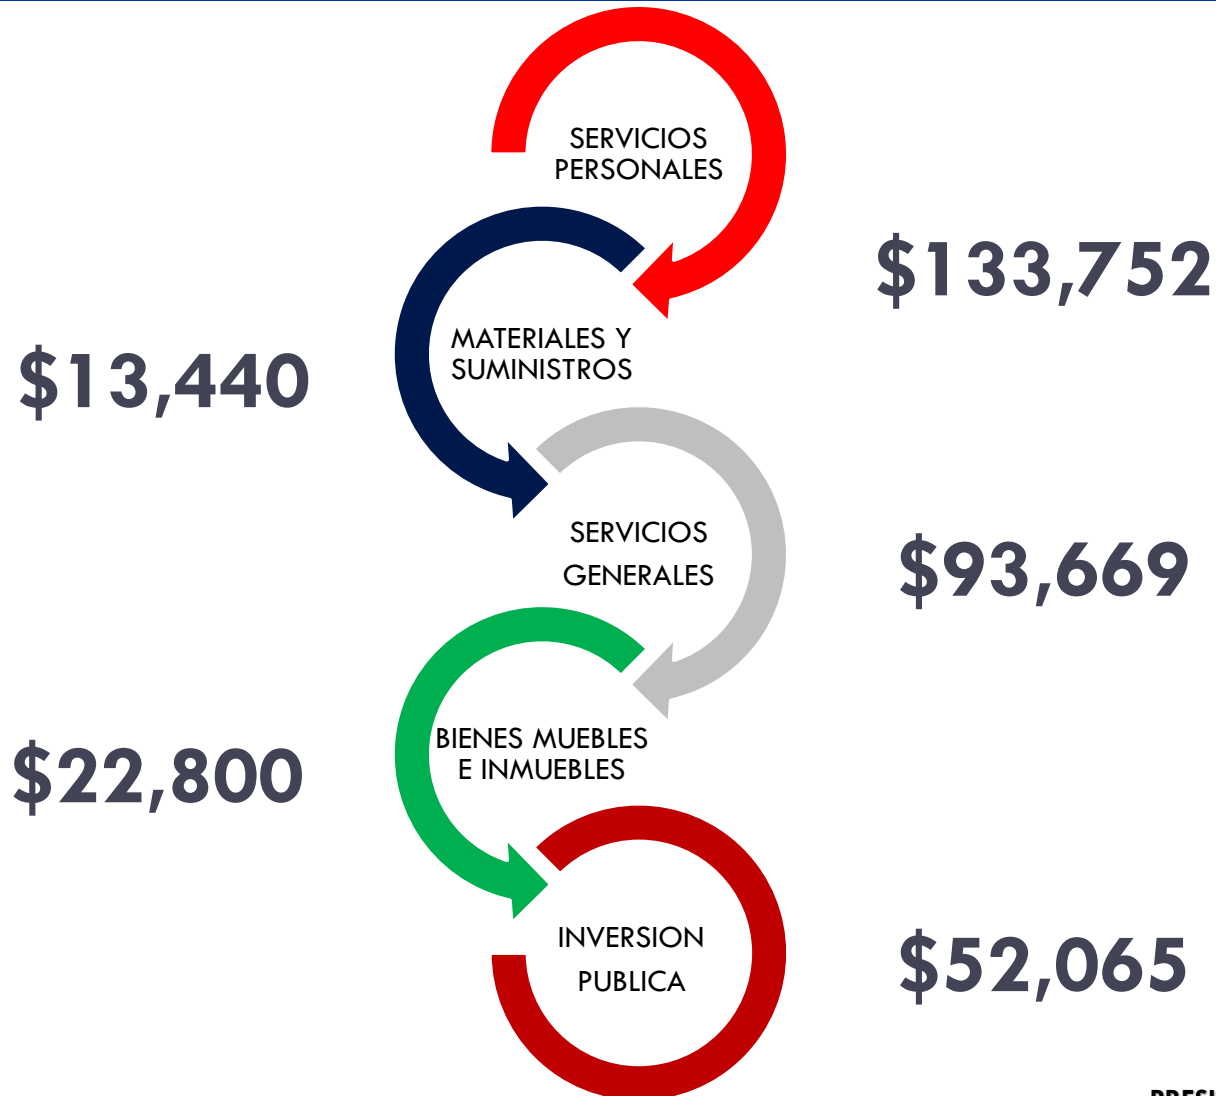 SERVICIOS
PERSONALES
$133,752
MATERIALES Y
SUMINISTROS
$13,440
SERVICIOS
GENERALES
$93,669
BIENES MUEBLES
E INMUEBLES
$22,800
INVERSION
PUBLICA
$52,065